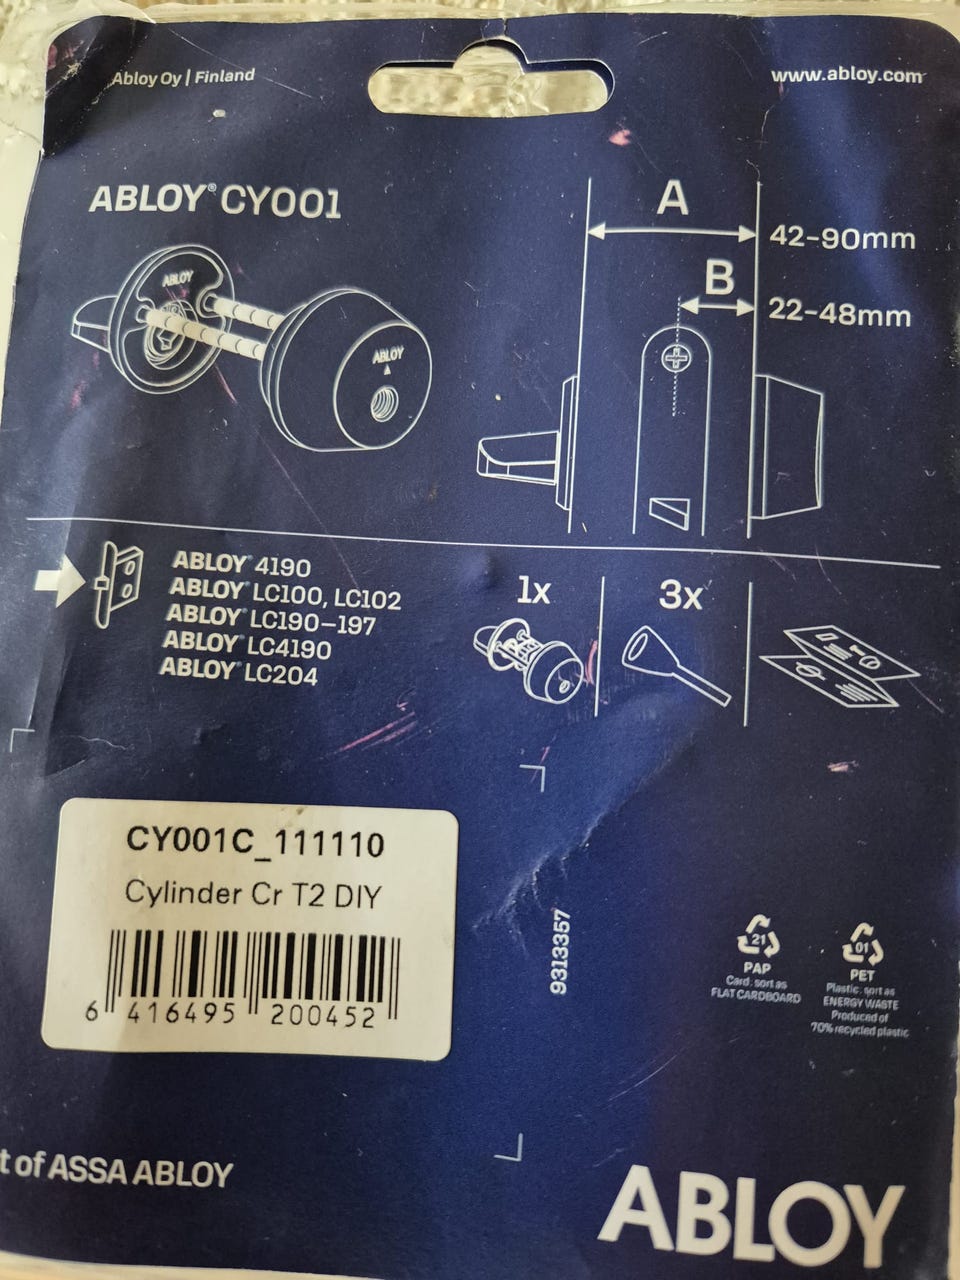 Abloy Oy | Finland
www.abloy.com
ABLOY® CY001
A
42-90mm
B
22-48mm
ABLOY
ABLOY
ABLOY® 4190
ABLOY® LC100, LC102
ABLOY® LC190–197
ABLOY® LC4190
ABLOY® LC204
1x
3x
CY001C_111110
Cylinder Cr T2 DIY
6 416495 200452
9313357
21
PAP
Card: sort as
FLAT CARDBOARD
01
PET
Plastic: sort as
ENERGY WASTE
Produced of
70% recycled plastic
t of ASSA ABLOY
ABLOY